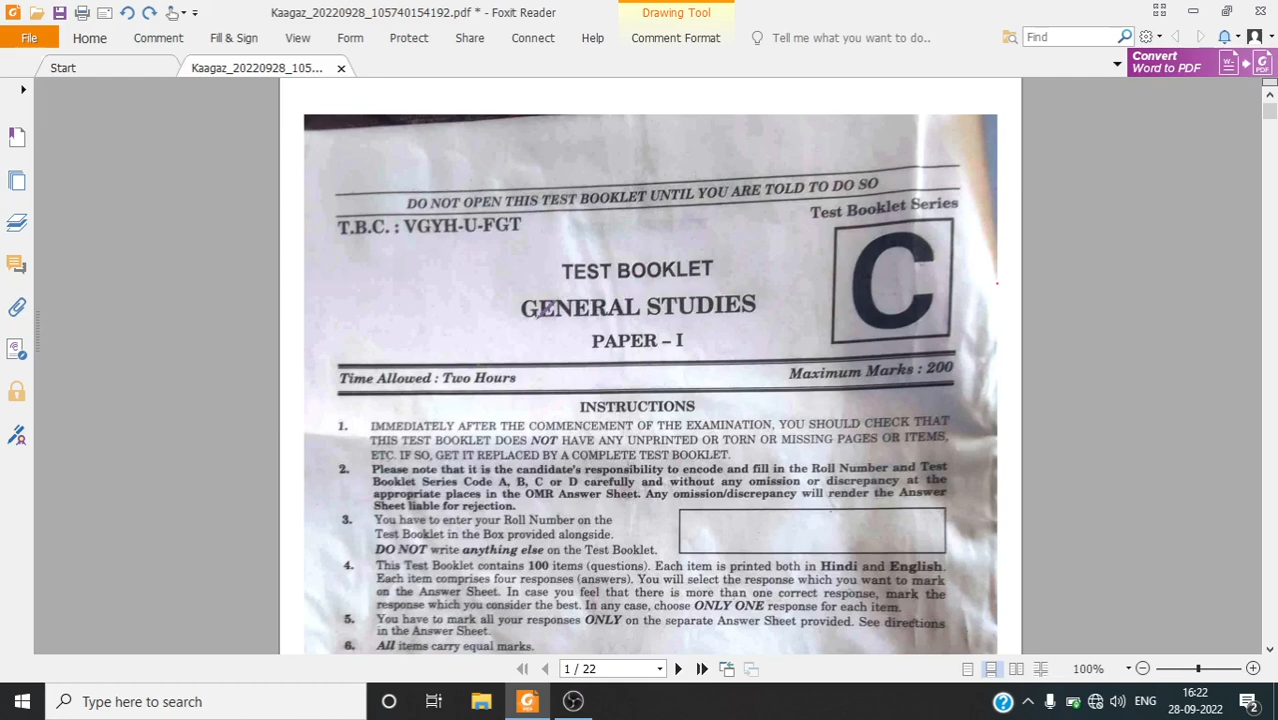 Kaagaz_20220928_105740154192.pdf * - Foxit Reader
Drawing Tool
File Home Comment Fill & Sign View Form Protect Share Connect Help Comment Format Tell me what you want to do.. Find
Start Kaagaz_20220928_105... Convert
Word to PDF
DO NOT OPEN THIS TEST BOOKLET UNTIL YOU ARE TOLD TO DO SO
T.B.C. : VGYH-U-FGT
Test Booklet Series
C
TEST BOOKLET
GENERAL STUDIES
PAPER – I
Time Allowed : Two Hours
Maximum Marks : 200
INSTRUCTIONS
1. IMMEDIATELY AFTER THE COMMENCEMENT OF THE EXAMINATION, YOU SHOULD CHECK THAT
THIS TEST BOOKLET DOES NOT HAVE ANY UNPRINTED OR TORN OR MISSING PAGES OR ITEMS,
ETC. IF SO, GET IT REPLACED BY A COMPLETE TEST BOOKLET.
2. Please note that it is the candidate's responsibility to encode and fill in the Roll Number and Test
Booklet Series Code A, B, C or D carefully and without any omission or discrepancy at the
appropriate places in the OMR Answer Sheet. Any omission/discrepancy will render the Answer
Sheet liable for rejection.
3. You have to enter your Roll Number on the
Test Booklet in the Box provided alongside.
DO NOT write anything else on the Test Booklet.
4. This Test Booklet contains 100 items (questions). Each item is printed both in Hindi and English.
Each item comprises four responses (answers). You will select the response which you want to mark
on the Answer Sheet. In case you feel that there is more than one correct response, mark the
response which you consider the best. In any case, choose ONLY ONE response for each item.
5. You have to mark all your responses ONLY on the separate Answer Sheet provided. See directions
in the Answer Sheet.
6. All items carry equal marks.
1 / 22
100%
Type here to search
ENG
16:22
28-09-2022
2